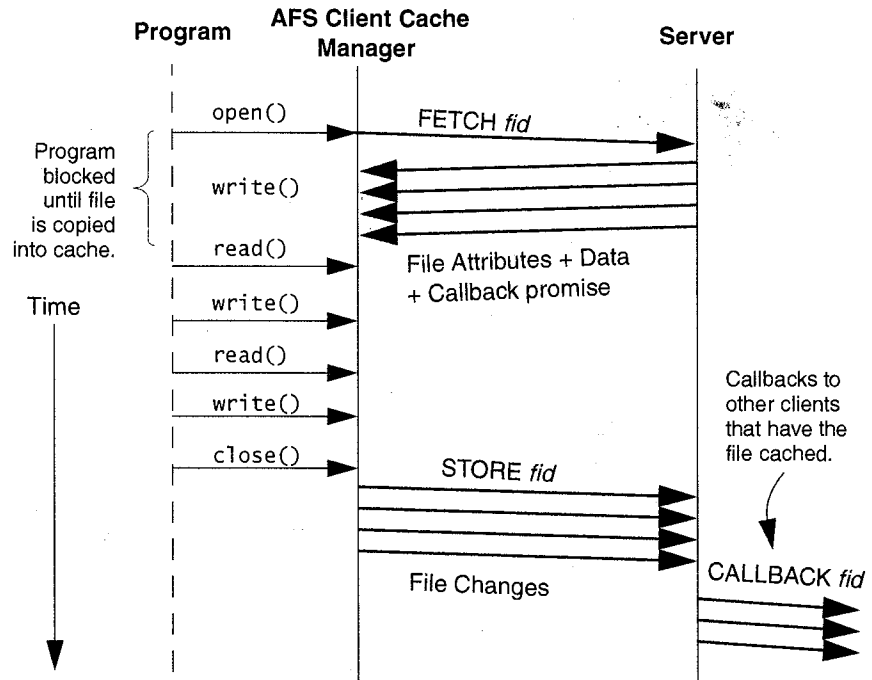 Program
AFS Client Cache
Manager
Server
open()
FETCH fid
Program
blocked
until file
is copied
into cache.
write()
read()
File Attributes + Data
+ Callback promise
Time
write()
read()
write()
Callbacks to
other clients
that have the
file cached.
close()
STORE fid
File Changes
CALLBACK fid